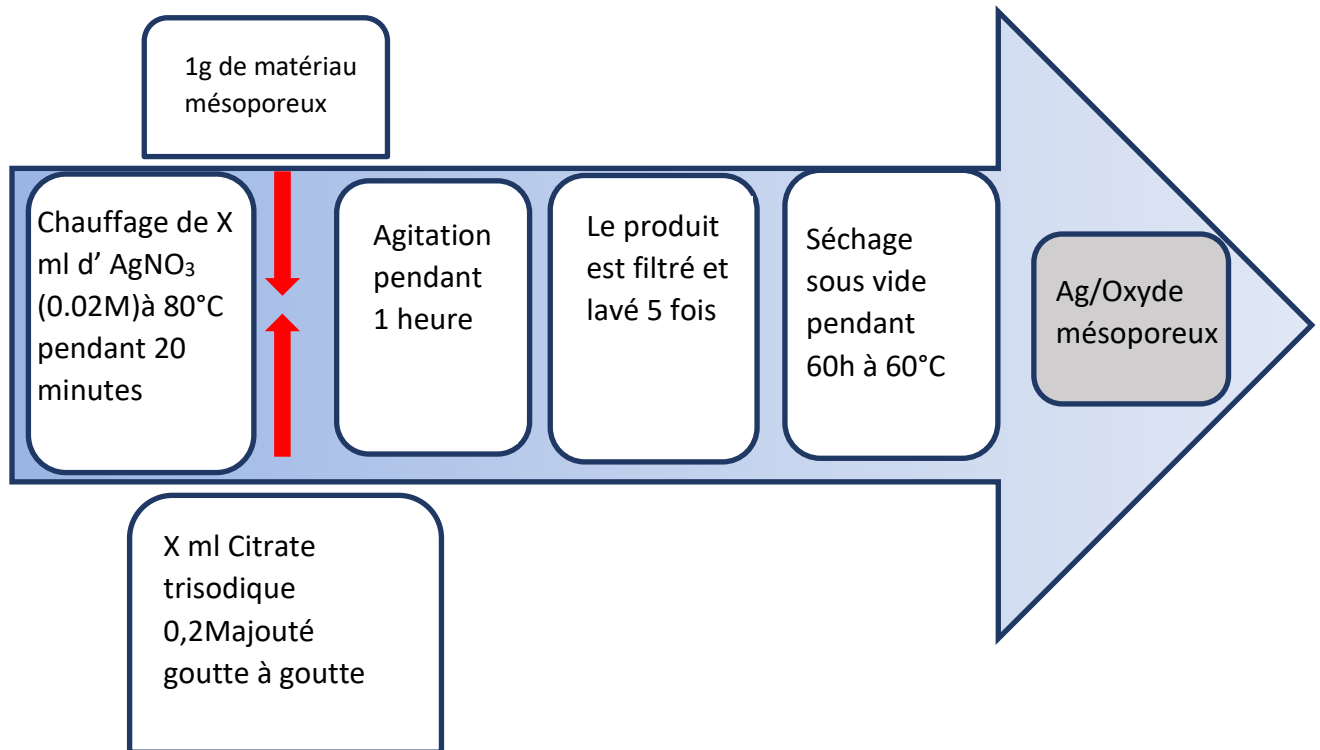 1g de matériau
mésoporeux
Chauffage de X
ml d’ AgNO₃
(0.02M)à 80°C
pendant 20
minutes
X ml Citrate
trisodique
0,2Majouté
goutte à goutte
Agitation
pendant
1 heure
Le produit
est filtré et
lavé 5 fois
Séchage
sous vide
pendant
60h à 60°C
Ag/Oxyde
mésoporeux